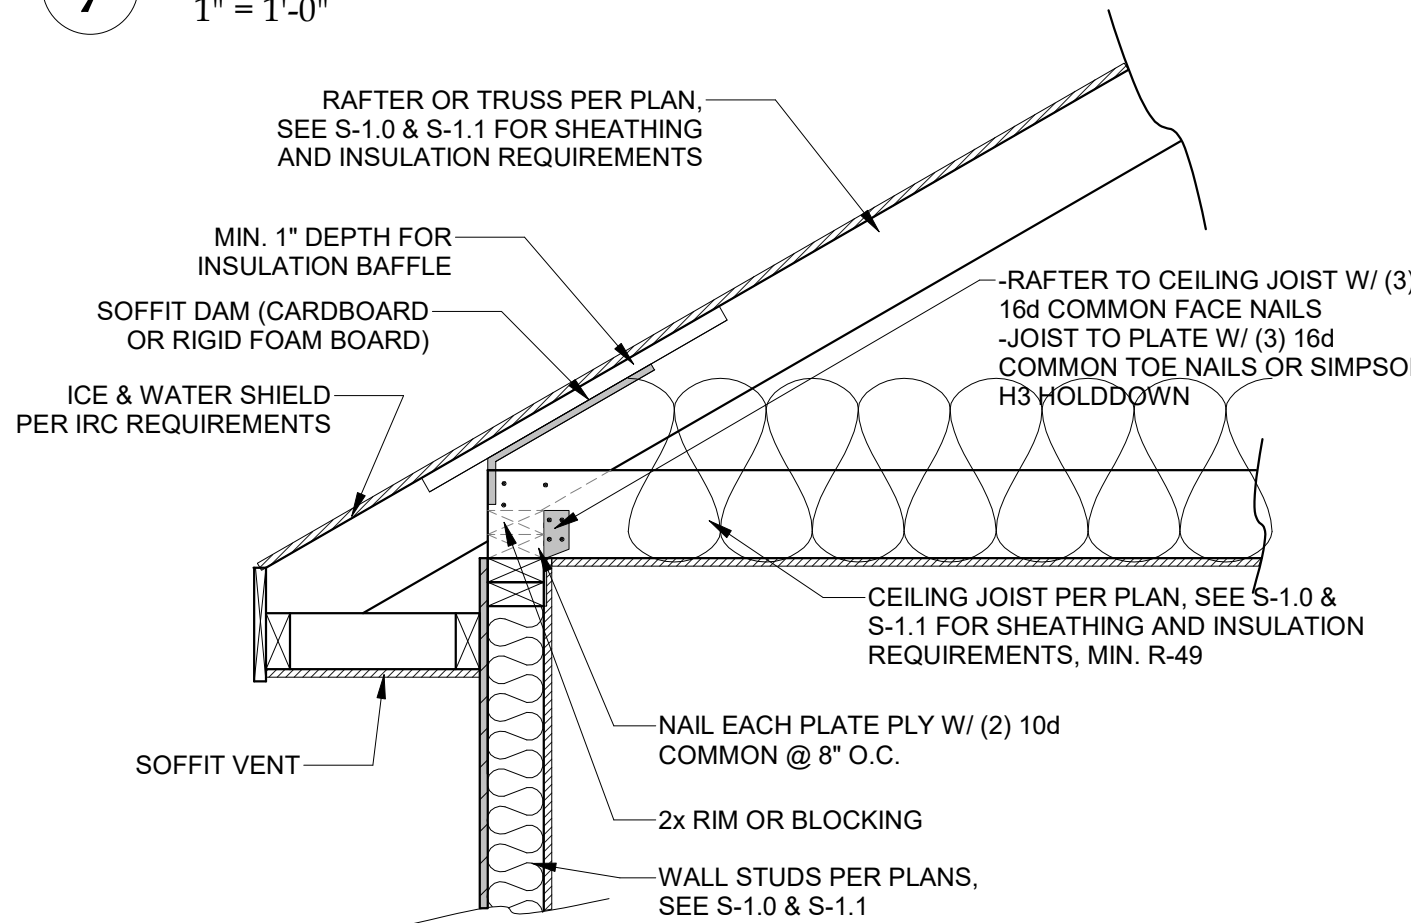 1" = 1'-0"
RAFTER OR TRUSS PER PLAN,
SEE S-1.0 & S-1.1 FOR SHEATHING
AND INSULATION REQUIREMENTS
MIN. 1" DEPTH FOR
INSULATION BAFFLE
SOFFIT DAM (CARDBOARD
OR RIGID FOAM BOARD)
ICE & WATER SHIELD
PER IRC REQUIREMENTS
-RAFTER TO CEILING JOIST W/ (3)
16d COMMON FACE NAILS
-JOIST TO PLATE W/ (3) 16d
COMMON TOE NAILS OR SIMPSO
H3 HOLDDOWN
CEILING JOIST PER PLAN, SEE S-1.0 &
S-1.1 FOR SHEATHING AND INSULATION
REQUIREMENTS, MIN. R-49
NAIL EACH PLATE PLY W/ (2) 10d
COMMON @ 8" O.C.
SOFFIT VENT
2x RIM OR BLOCKING
WALL STUDS PER PLANS,
SEE S-1.0 & S-1.1